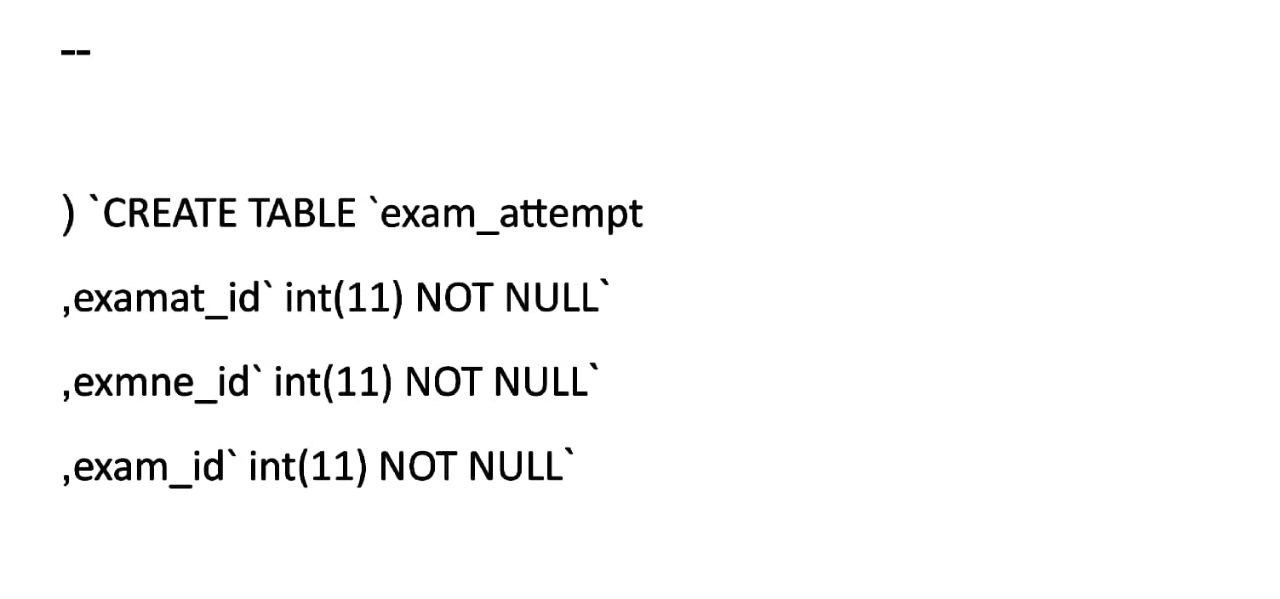 --
) `CREATE TABLE `exam_attempt
,examat_id` int(11) NOT NULL`
,exmne_id` int(11) NOT NULL`
,exam_id` int(11) NOT NULL`